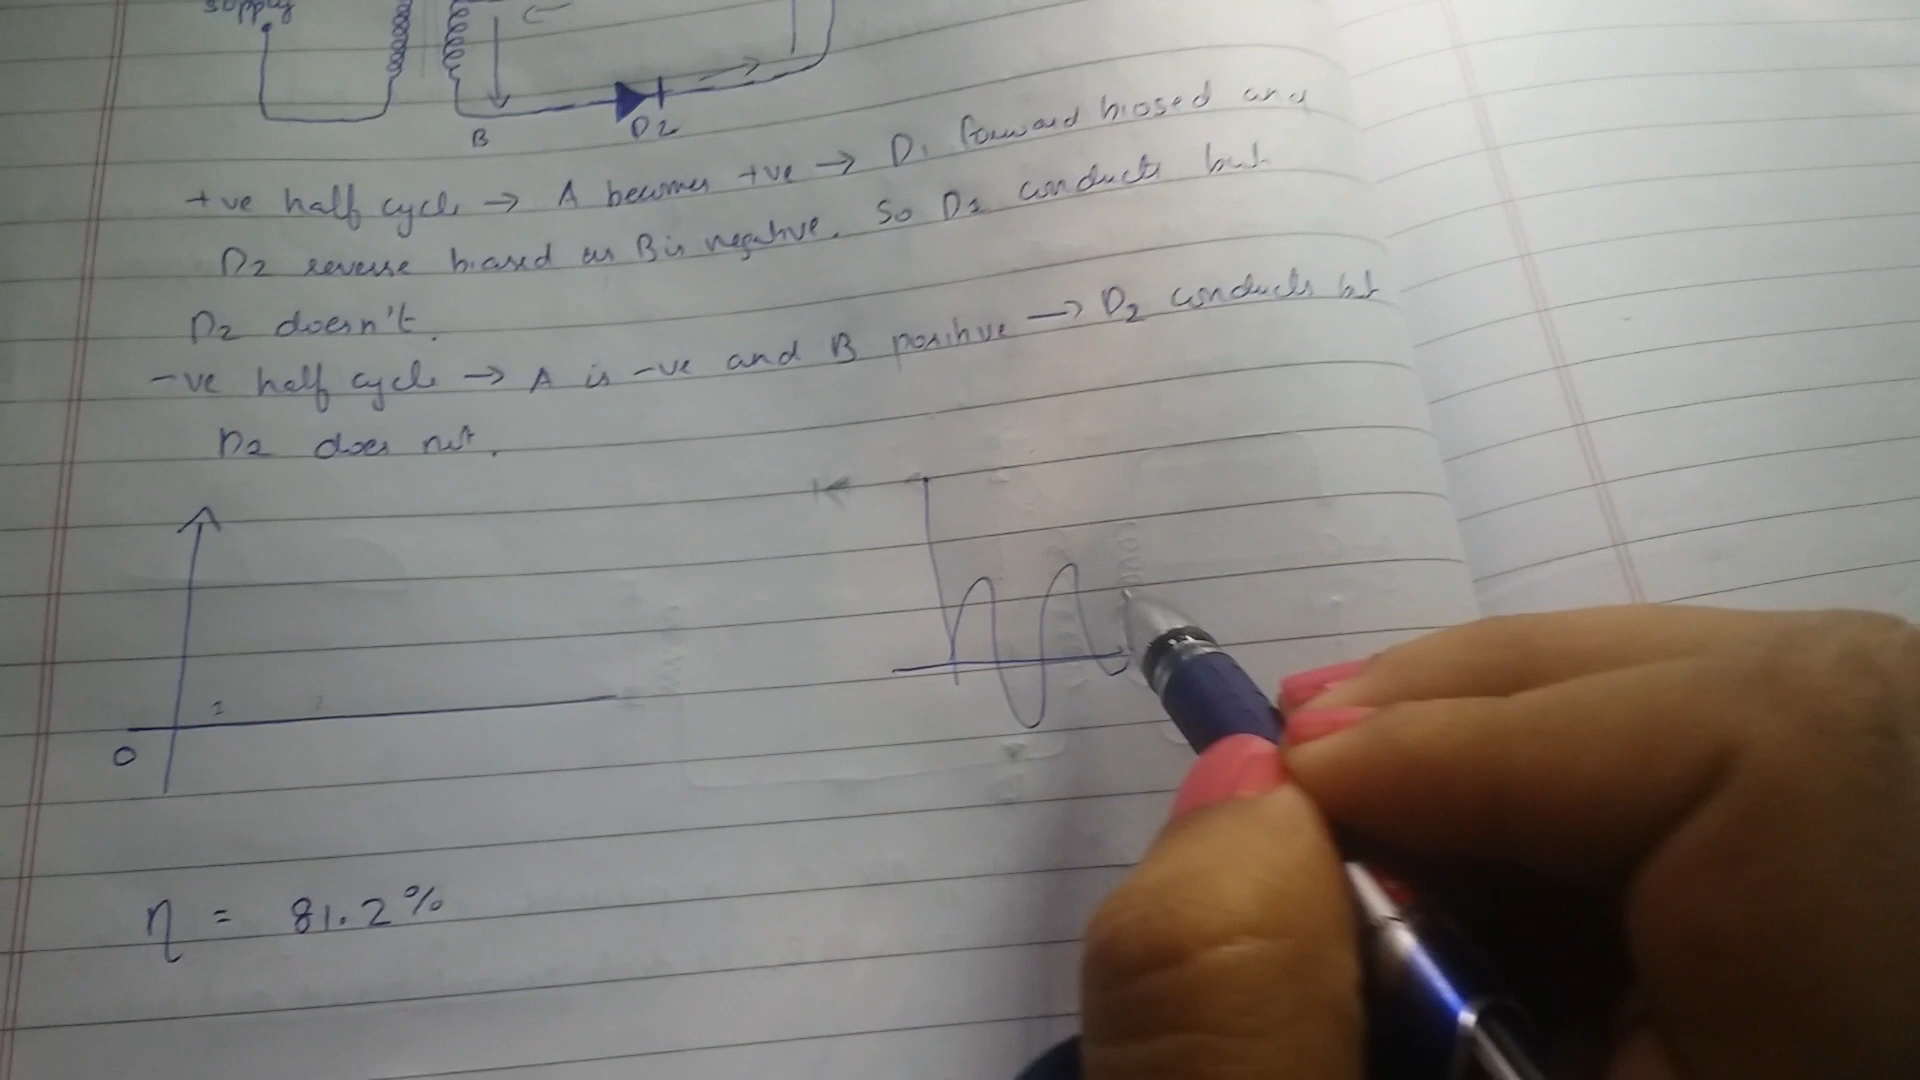 supply
B
D2
+ve half cycle → A becomes +ve → D1 forward biased and
D2 reverse biased as B is negative. So D1 conducts but
D2 doesn't.
-ve half cycle → A is -ve and B positive → D2 conducts but
D2 does not.
1
O
η = 81.2%